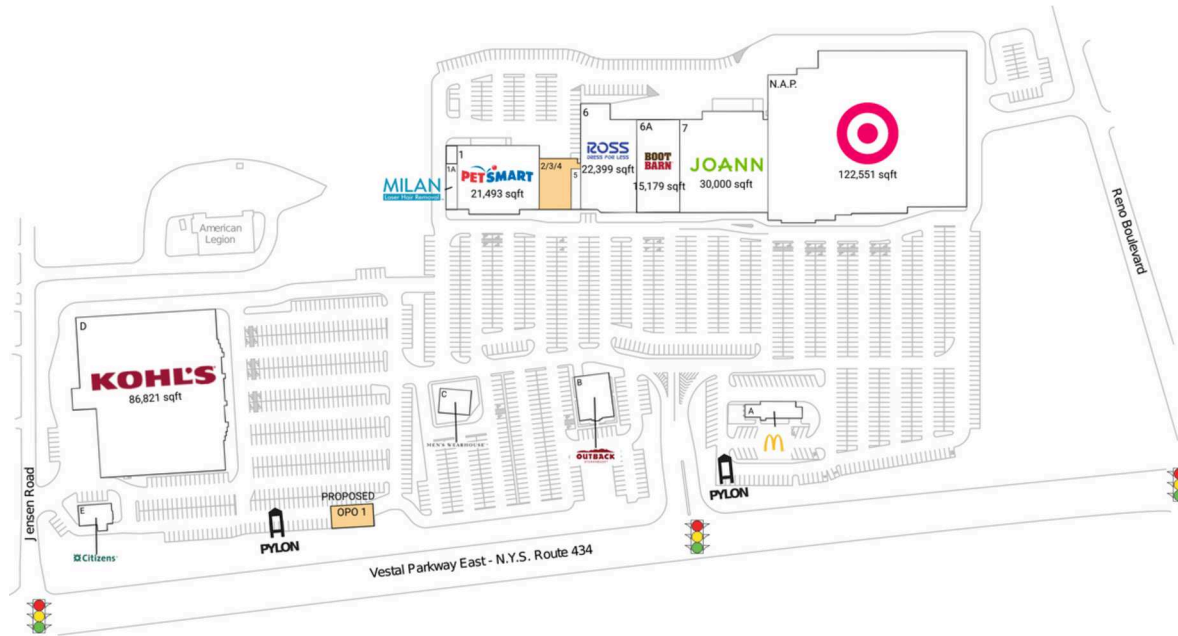 N.A.P.
6
6A
7
ROSS
DRESS FOR LESS
22,399 sqft
BOOT
BARN
15,179 sqft
JOANN
30,000 sqft
122,551 sqft
1
1A
PETSMART
21,493 sqft
2/3/4
5
MILAN
Laser Hair Removal
American
Legion
Reno Boulevard
D
KOHL'S
86,821 sqft
C
MEN'S WEARHOUSE
B
OUTBACK
A
M
PYLON
E
Citizens
PROPOSED
OPO 1
PYLON
Jensen Road
Vestal Parkway East - N.Y.S. Route 434